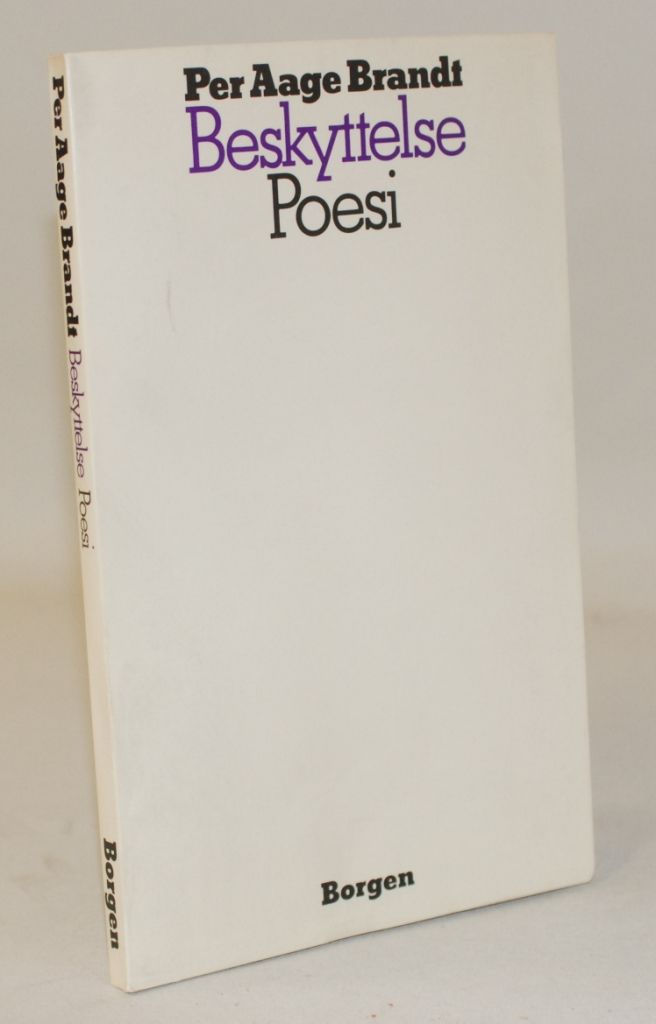 Per Aage Brandt
Beskyttelse
Poesi
Borgen
Per Aage Brandt Beskyttelse Poesi
Borgen